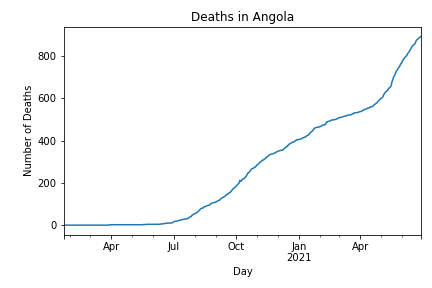 Deaths in Angola
Number of Deaths
800
600
400
200
0
Apr
Jul
Oct
Jan
2021
Apr
Day